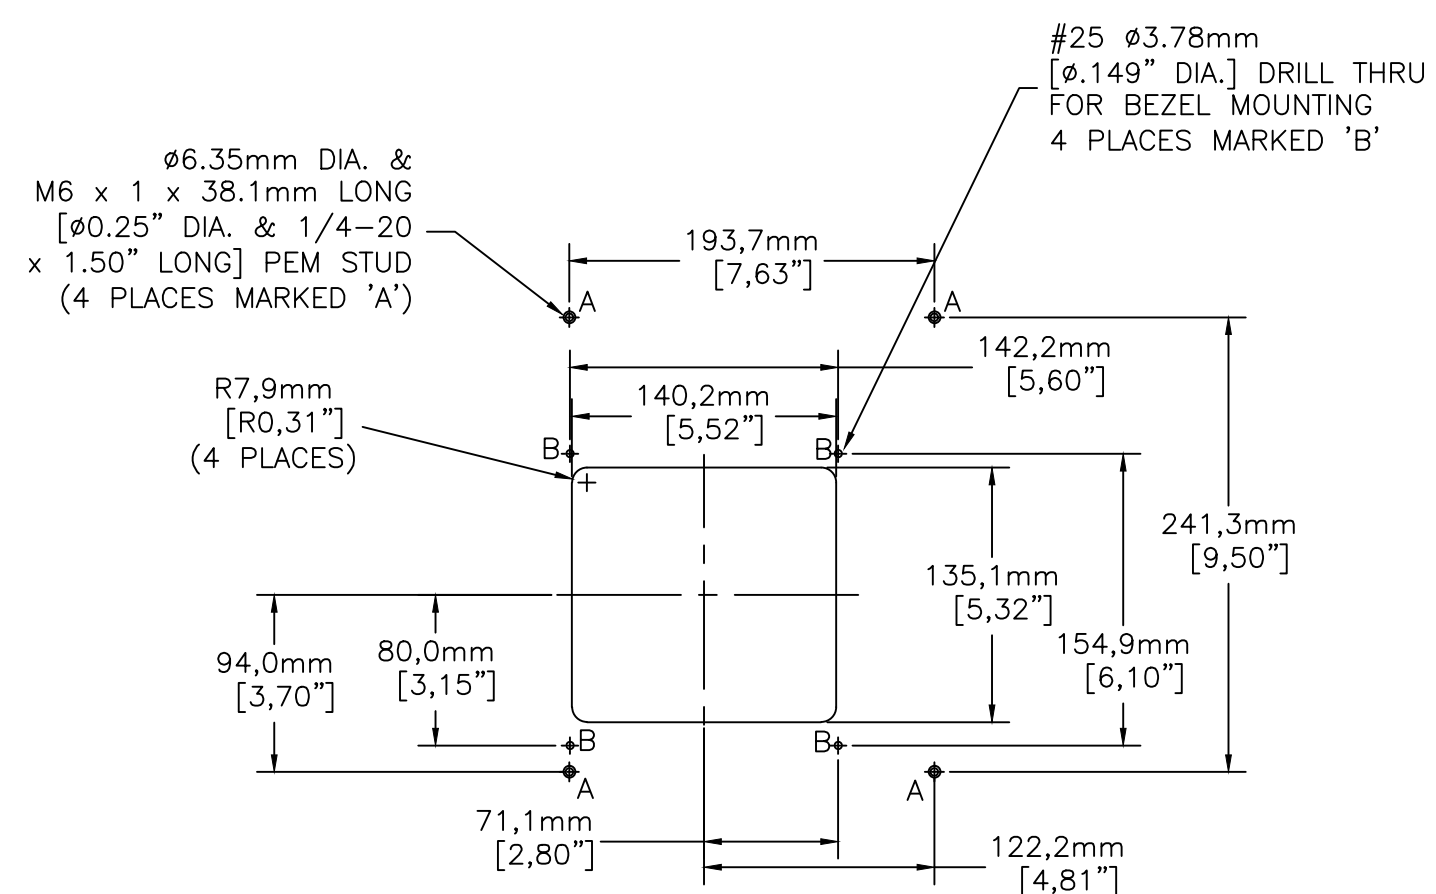 #25 ø3.78mm
[ø.149" DIA.] DRILL THRU
FOR BEZEL MOUNTING
4 PLACES MARKED 'B'
ø6.35mm DIA. &
M6 x 1 x 38.1mm LONG
[ø0.25" DIA. & 1/4-20
x 1.50" LONG] PEM STUD
(4 PLACES MARKED 'A')
193,7mm
[7,63"]
A
A
142,2mm
[5,60"]
R7,9mm
[R0,31"]
(4 PLACES)
140,2mm
[5,52"]
B
B
241,3mm
[9,50"]
135,1mm
[5,32"]
154,9mm
[6,10"]
94,0mm
[3,70"]
80,0mm
[3,15"]
B
B
A
A
71,1mm
[2,80"]
122,2mm
[4,81"]